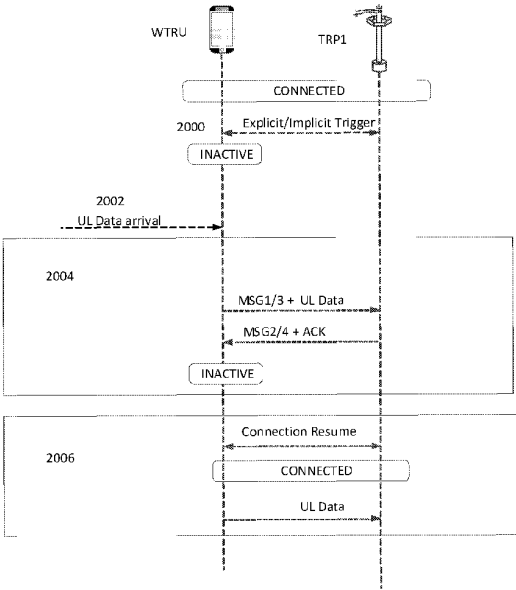 WTRU
TRP1
CONNECTED
2000
Explicit/Implicit Trigger
INACTIVE
2002
UL Data arrival
2004
MSG1/3 + UL Data
MSG2/4 + ACK
INACTIVE
Connection Resume
2006
CONNECTED
UL Data